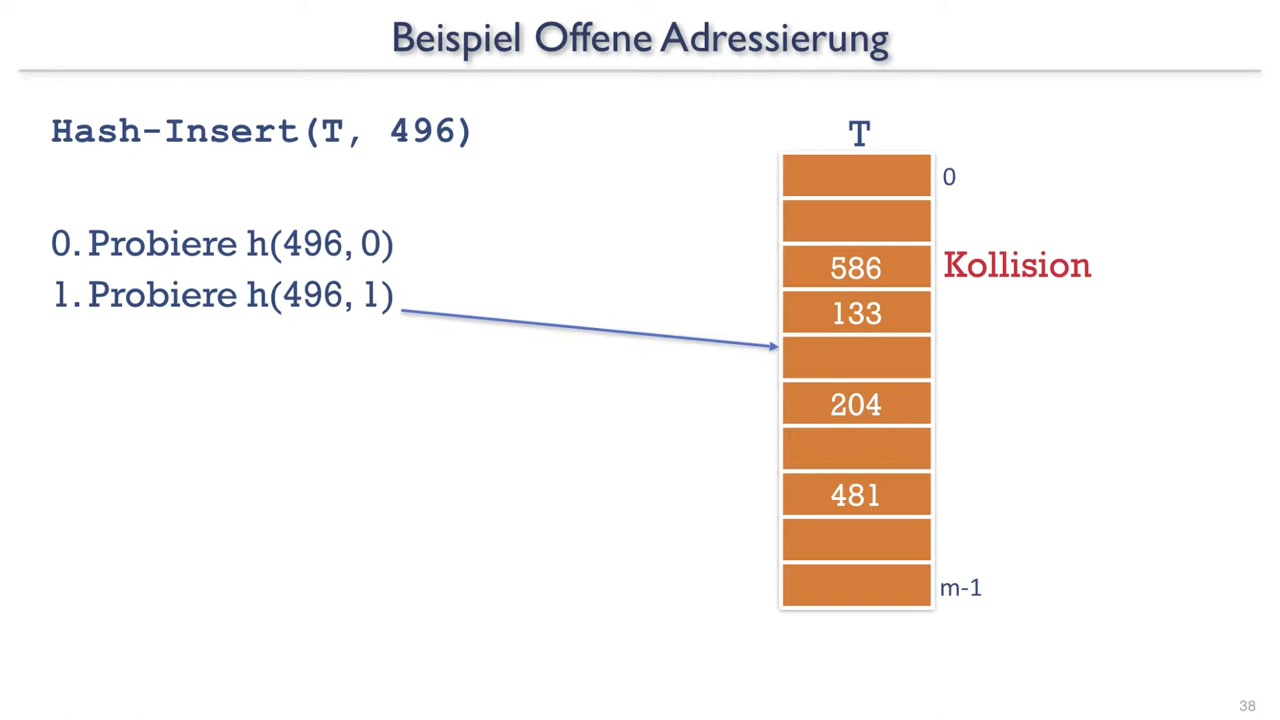 Beispiel Offene Adressierung
Hash-Insert(T, 496)
0. Probiere h(496, 0)
1. Probiere h(496, 1)
T
0
586
Kollision
133
204
481
m-1
38